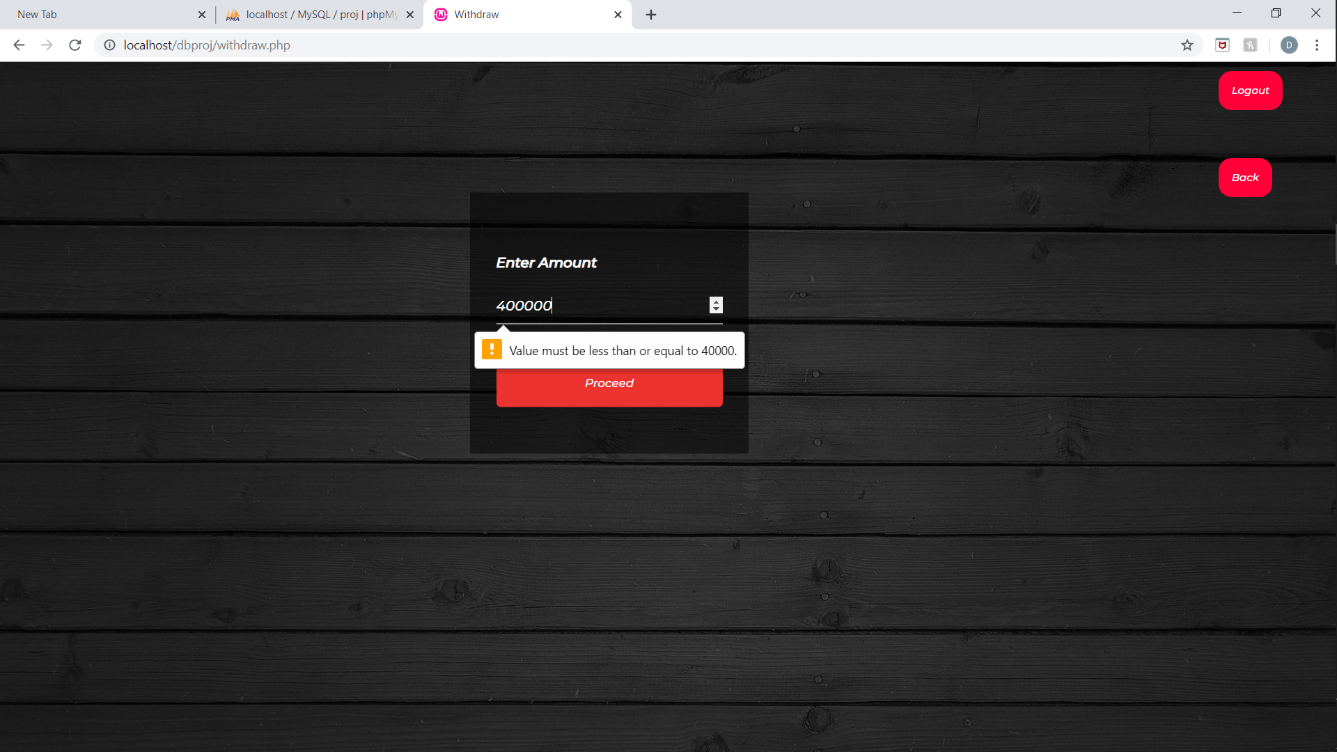 New Tab
localhost / MySQL / proj | phpMy
Withdraw
localhost/dbproj/withdraw.php
D
Logout
Back
Enter Amount
400000
! Value must be less than or equal to 40000.
Proceed